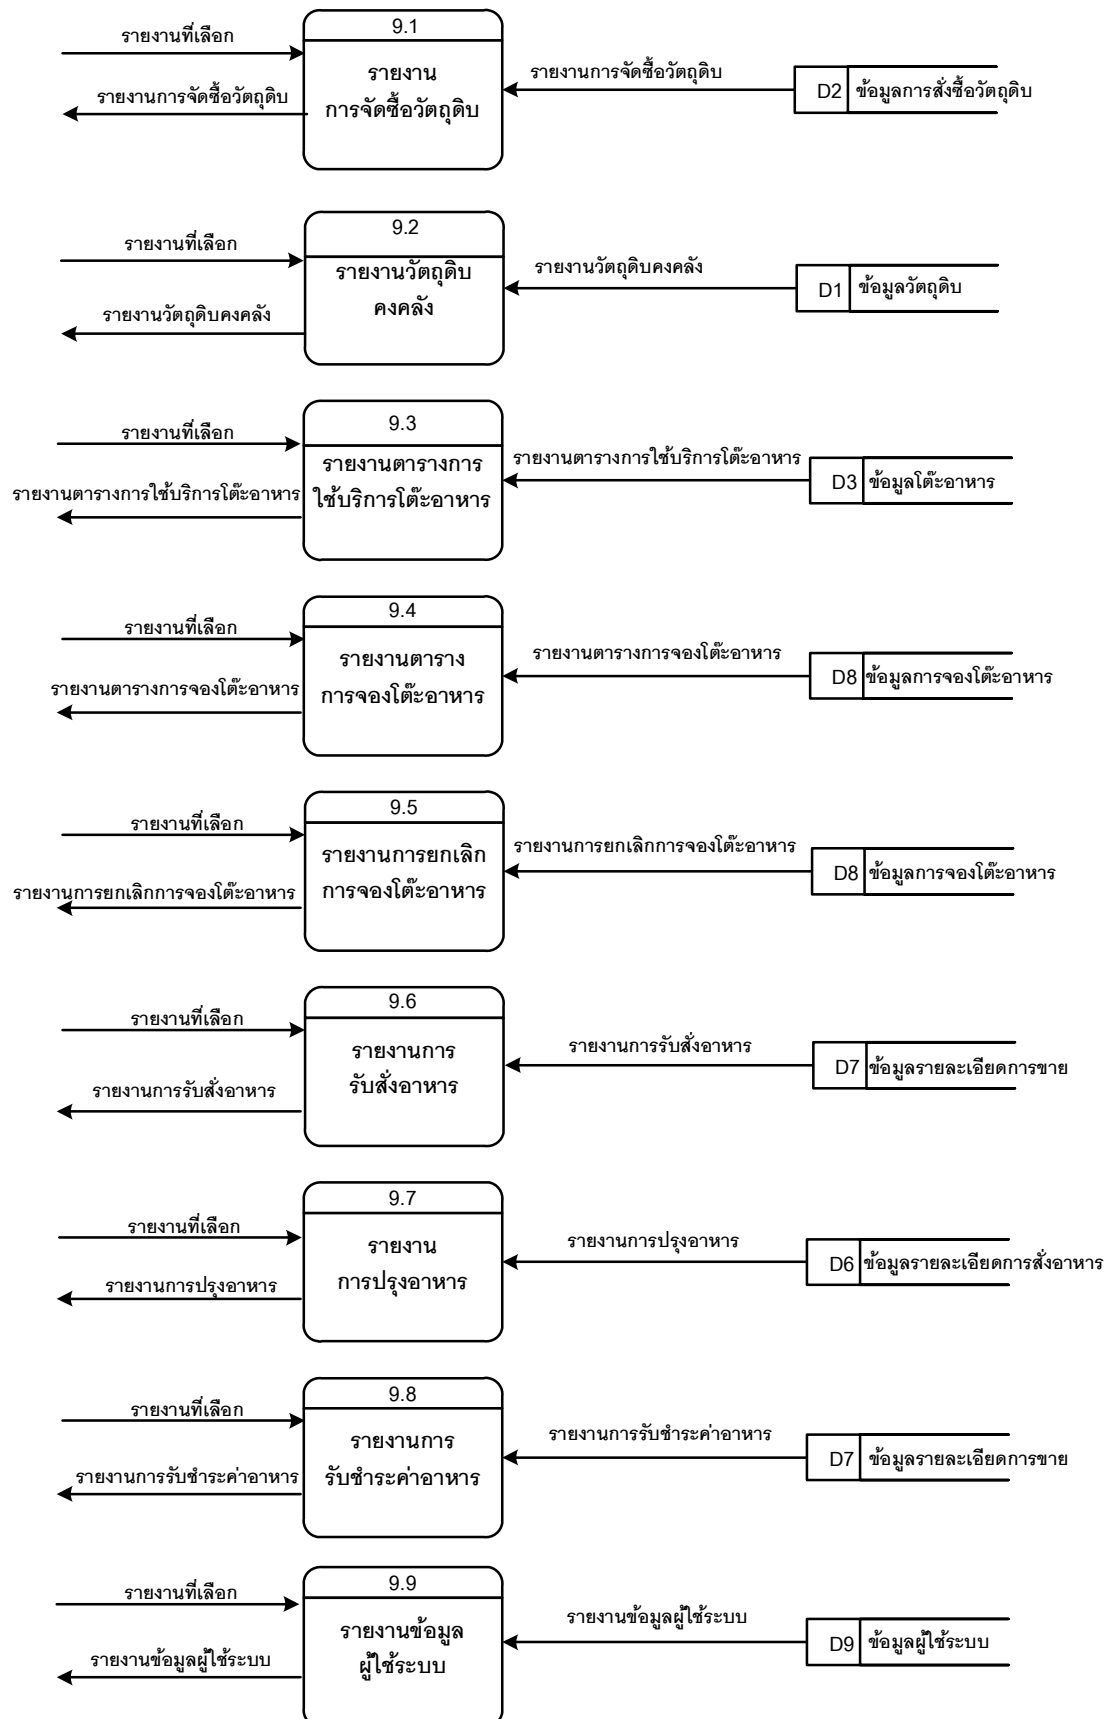 9.1
รายงานที่เลือก
รายงาน
การจัดซื้อวัตถุดิบ
รายงานการจัดซื้อวัตถุดิบ
รายงานการจัดซื้อวัตถุดิบ
D2
ข้อมูลการสั่งซื้อวัตถุดิบ
9.2
รายงานที่เลือก
รายงานวัตถุดิบ
คงคลัง
รายงานวัตถุดิบคงคลัง
รายงานวัตถุดิบคงคลัง
D1
ข้อมูลวัตถุดิบ
9.3
รายงานที่เลือก
รายงานตารางการ
ใช้บริการโต๊ะอาหาร
รายงานตารางการใช้บริการโต๊ะอาหาร
รายงานตารางการใช้บริการโต๊ะอาหาร
D3
ข้อมูลโต๊ะอาหาร
9.4
รายงานที่เลือก
รายงานตาราง
การจองโต๊ะอาหาร
รายงานตารางการจองโต๊ะอาหาร
รายงานตารางการจองโต๊ะอาหาร
D8
ข้อมูลการจองโต๊ะอาหาร
9.5
รายงานที่เลือก
รายงานการยกเลิก
การจองโต๊ะอาหาร
รายงานการยกเลิกการจองโต๊ะอาหาร
รายงานการยกเลิกการจองโต๊ะอาหาร
D8
ข้อมูลการจองโต๊ะอาหาร
9.6
รายงานที่เลือก
รายงานการ
รับสั่งอาหาร
รายงานการรับสั่งอาหาร
รายงานการรับสั่งอาหาร
D7
ข้อมูลรายละเอียดการขาย
9.7
รายงานที่เลือก
รายงาน
การปรุงอาหาร
รายงานการปรุงอาหาร
รายงานการปรุงอาหาร
D6
ข้อมูลรายละเอียดการสั่งอาหาร
9.8
รายงานที่เลือก
รายงานการ
รับชำระค่าอาหาร
รายงานการรับชำระค่าอาหาร
รายงานการรับชำระค่าอาหาร
D7
ข้อมูลรายละเอียดการขาย
9.9
รายงานที่เลือก
รายงานข้อมูล
ผู้ใช้ระบบ
รายงานข้อมูลผู้ใช้ระบบ
รายงานข้อมูลผู้ใช้ระบบ
D9
ข้อมูลผู้ใช้ระบบ